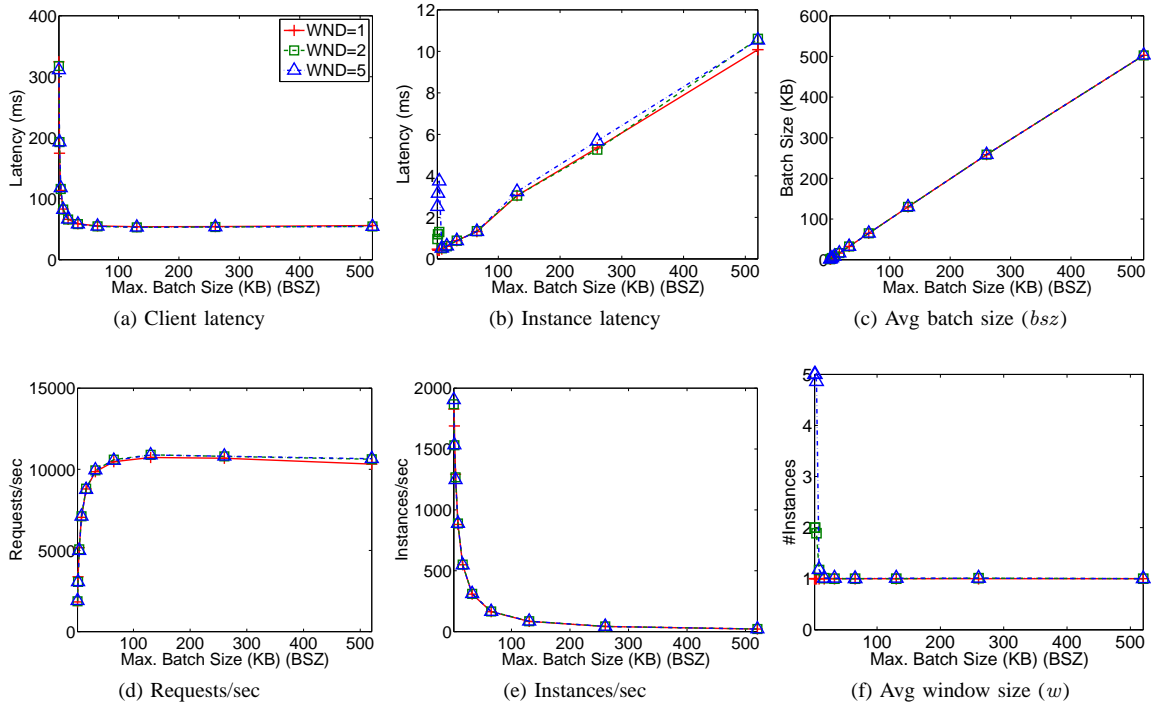 400
300
200
100
0
Latency (ms)
WND=1
WND=2
WND=5
100 200 300 400 500
Max. Batch Size (KB) (BSZ)
(a) Client latency
12
10
8
6
4
2
0
Latency (ms)
100 200 300 400 500
Max. Batch Size (KB) (BSZ)
(b) Instance latency
600
500
400
300
200
100
0
Batch Size (KB)
100 200 300 400 500
Max. Batch Size (KB) (BSZ)
(c) Avg batch size (bsz)
15000
10000
5000
0
Requests/sec
100 200 300 400 500
Max. Batch Size (KB) (BSZ)
(d) Requests/sec
2000
1500
1000
500
0
Instances/sec
100 200 300 400 500
Max. Batch Size (KB) (BSZ)
(e) Instances/sec
5
4
3
2
1
0
#Instances
100 200 300 400 500
Max. Batch Size (KB) (BSZ)
(f) Avg window size (w)